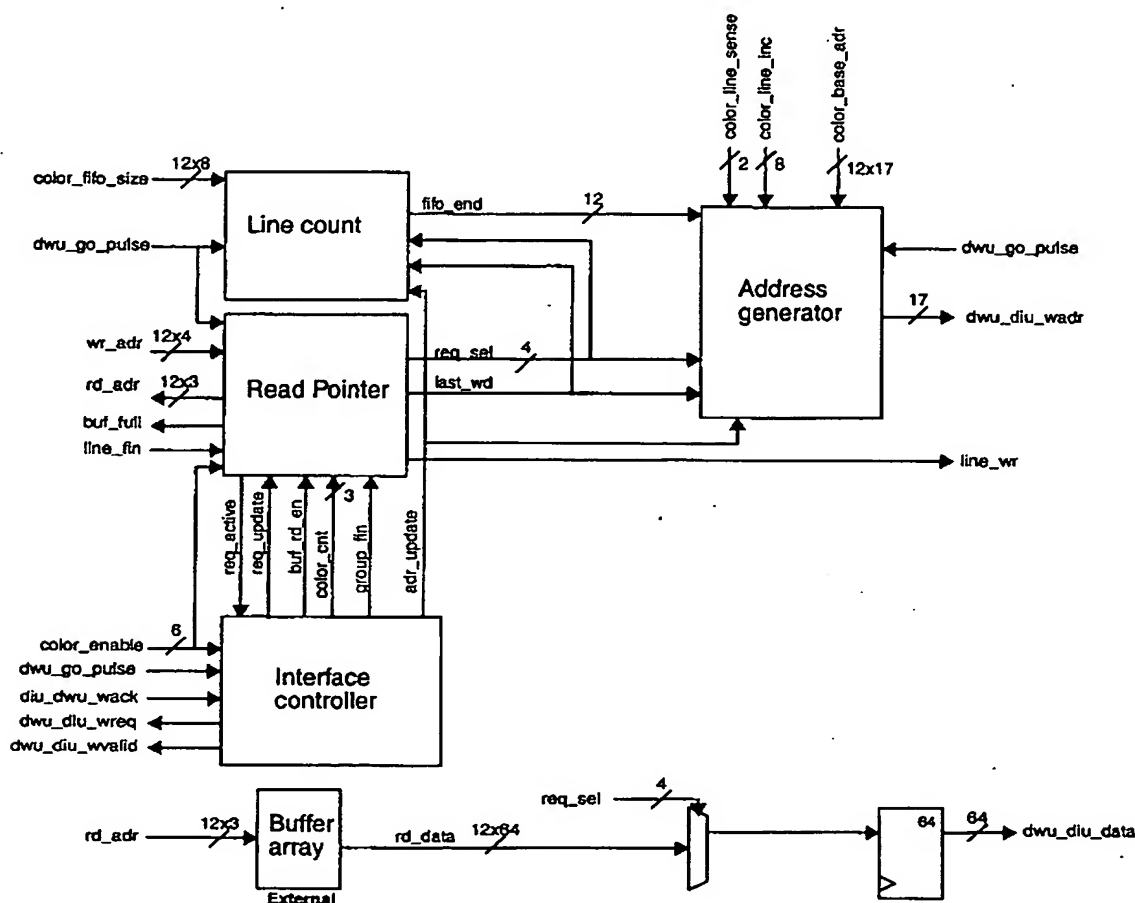 color_line_sense
color_line_inc
color_base_adr
2
8
12x17
color_fifo_size
12x8
Line count
fifo_end
12
dwu_go_pulse
dwu_go_pulse
Address
generator
17
dwu_diu_wadr
wr_adr
12x4
rd_adr
12x3
buf_full
line_fin
Read Pointer
req_sel
4
last_wd
line_wr
3
req_active
req_update
buf_rd_en
color_cnt
group_fin
adr_update
color_enable
6
dwu_go_pulse
diu_dwu_wack
dwu_diu_wreq
dwu_diu_wvalid
Interface
controller
req_sel
4
rd_adr
12x3
Buffer
array
rd_data
12x64
64
64
dwu_diu_data
External